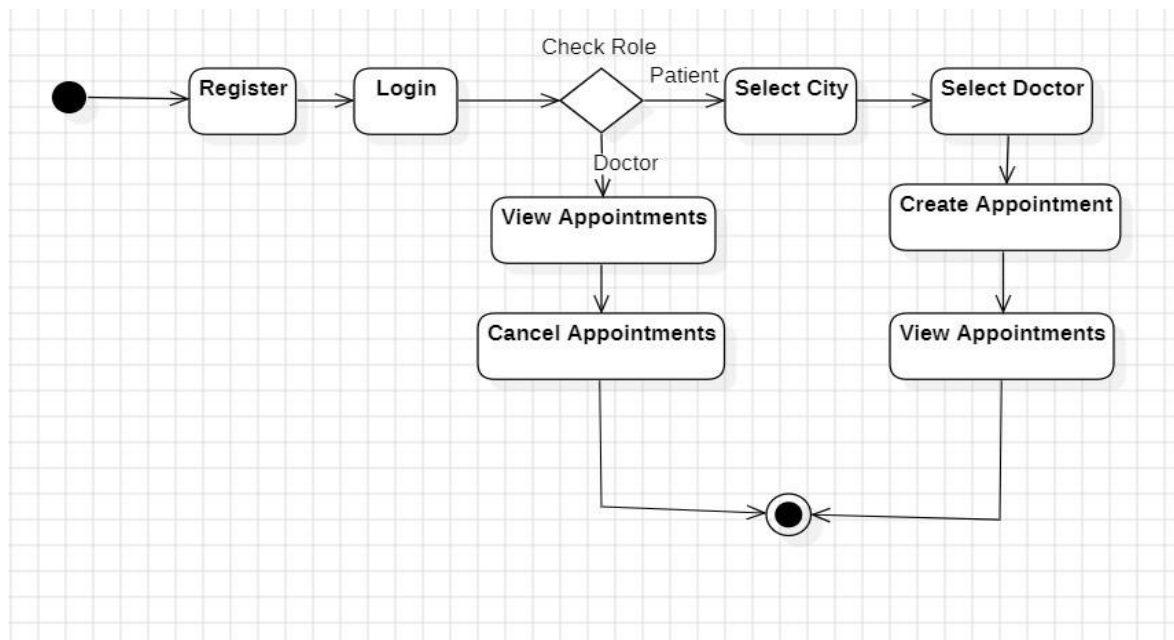 Check Role
Register
Login
Patient
Select City
Select Doctor
Doctor
View Appointments
Create Appointment
Cancel Appointments
View Appointments